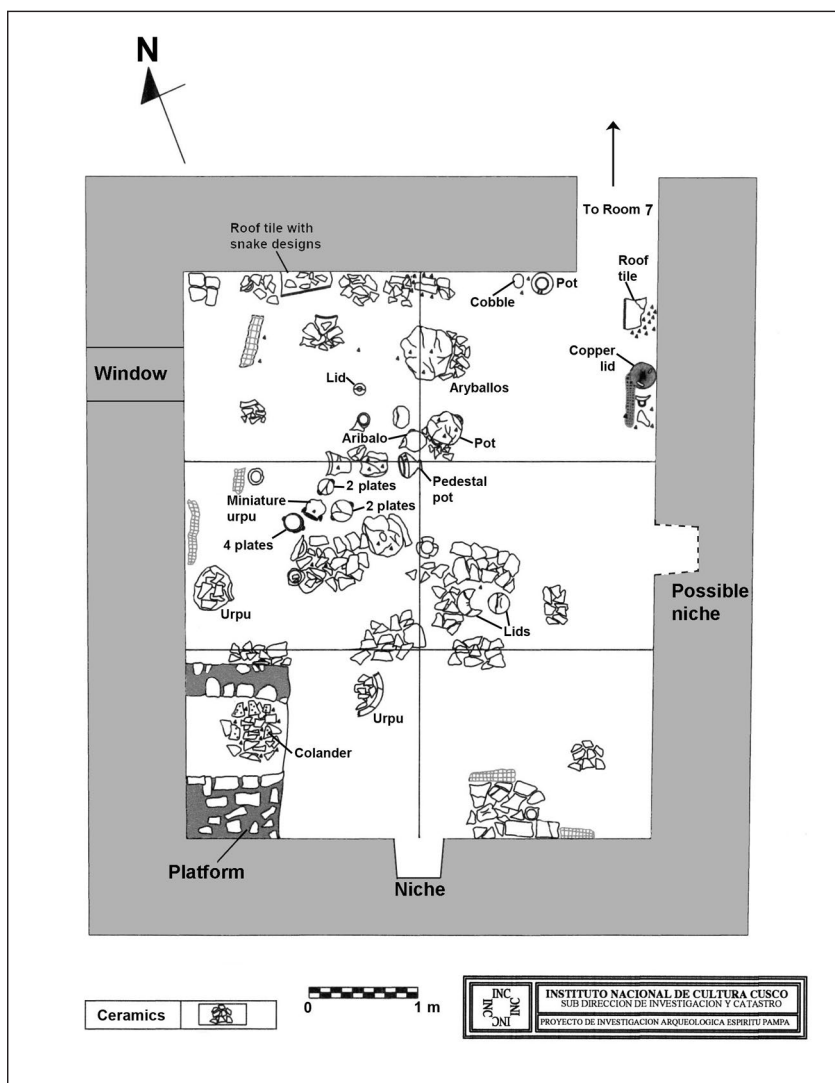 N
To Room 7
Roof tile with
snake designs
Roof
tile
Cobble
Pot
Window
Copper
lid
Lid
Aryballos
Aribalo
Pot
2 plates
Pedestal
pot
Miniature
urpu
2 plates
4 plates
Urpu
Lids
Possible
niche
Urpu
Colander
Platform
Niche
Ceramics
0
1 m
INC
INC
INC
INC
INSTITUTO NACIONAL DE CULTURA CUSCO
SUB DIRECCION DE INVESTIGACION Y CATASTRO
PROYECTO DE INVESTIGACION ARQUEOLOGICA ESPIRITU PAMPA